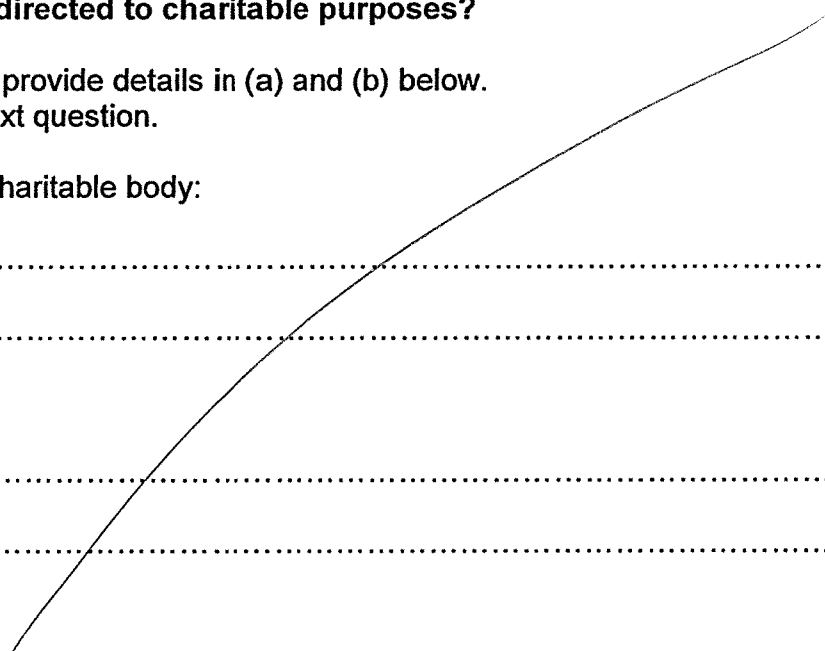 directed to charitable purposes?
provide details in (a) and (b) below.
xt question.
haritable body: